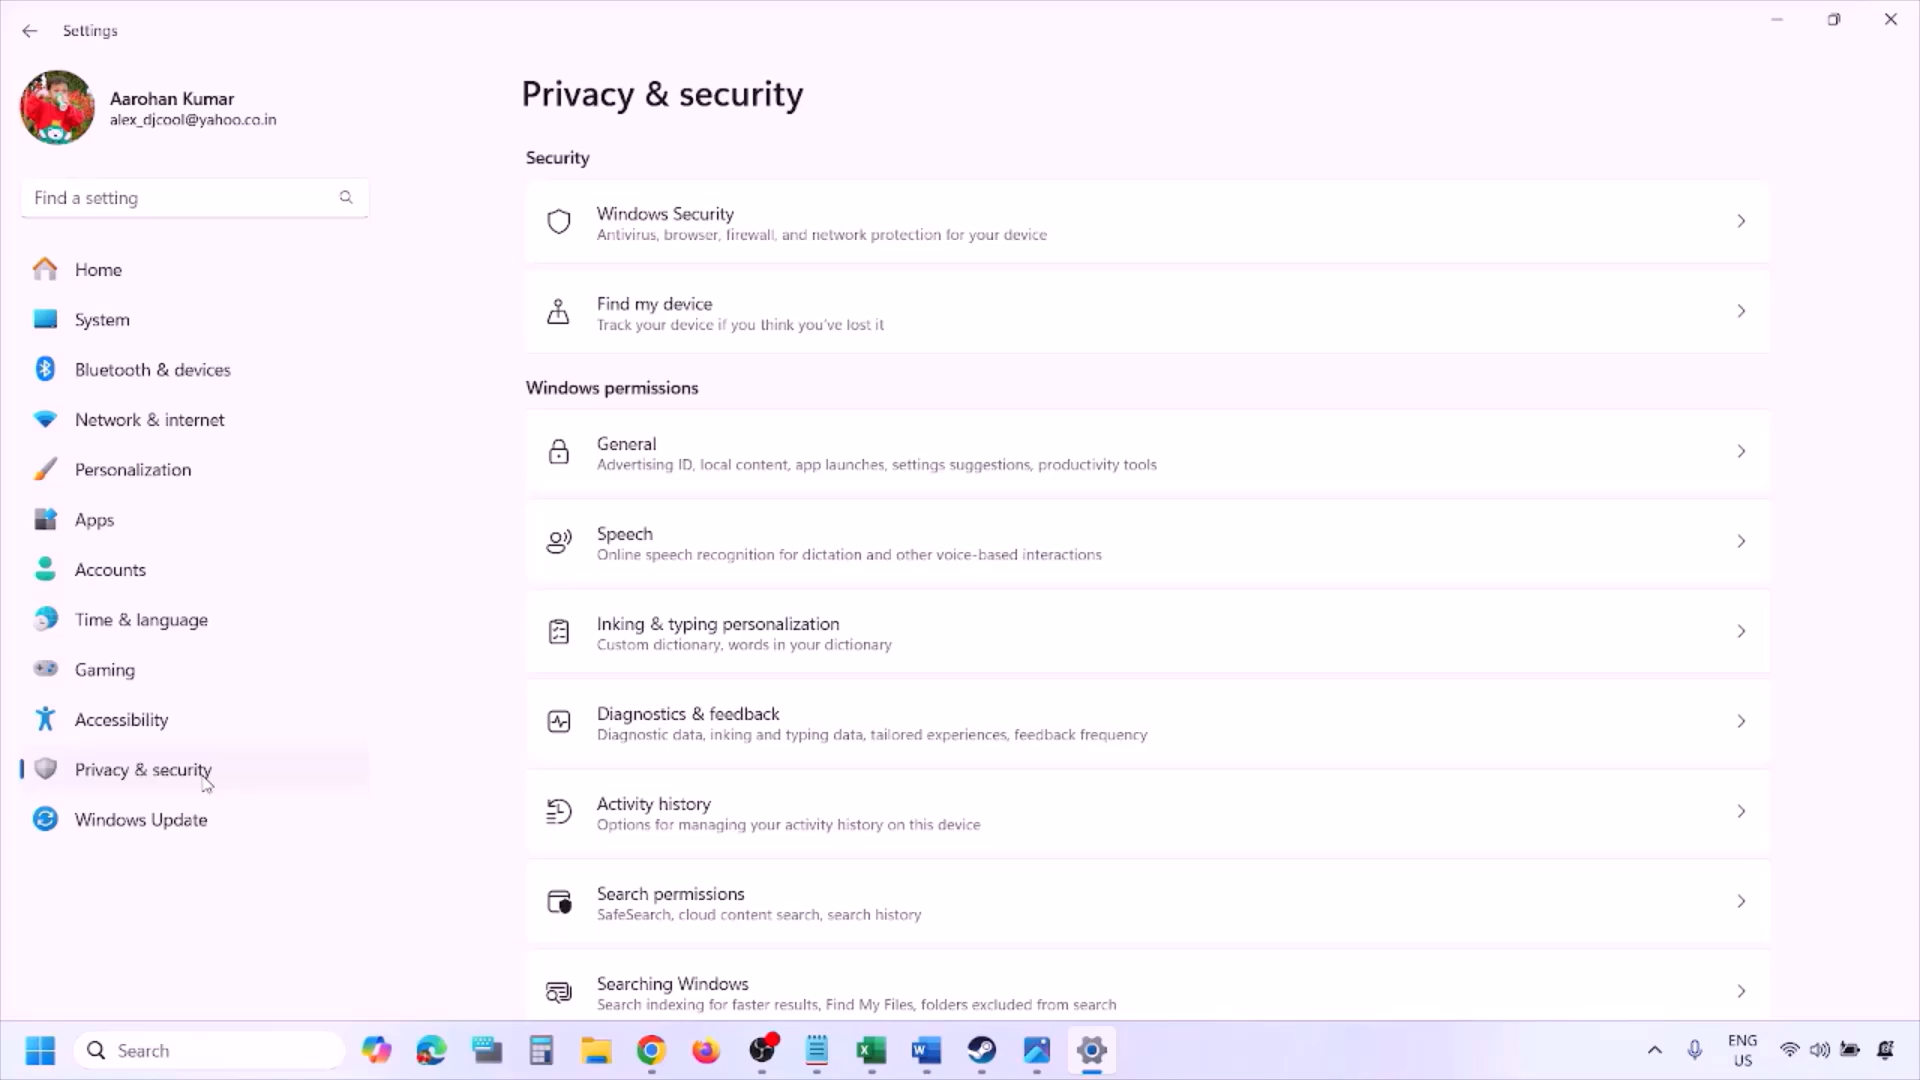 Settings
Aarohan Kumar
alex_djcool@yahoo.co.in
Find a setting
Home
System
Bluetooth & devices
Network & internet
Personalization
Apps
Accounts
Time & language
Gaming
Accessibility
Privacy & security
Windows Update
Privacy & security
Security
Windows Security
Antivirus, browser, firewall, and network protection for your device
Find my device
Track your device if you think you've lost it
Windows permissions
General
Advertising ID, local content, app launches, settings suggestions, productivity tools
Speech
Online speech recognition for dictation and other voice-based interactions
Inking & typing personalization
Custom dictionary, words in your dictionary
Diagnostics & feedback
Diagnostic data, inking and typing data, tailored experiences, feedback frequency
Activity history
Options for managing your activity history on this device
Search permissions
SafeSearch, cloud content search, search history
Searching Windows
Search indexing for faster results, Find My Files, folders excluded from search
Search
ENG
US